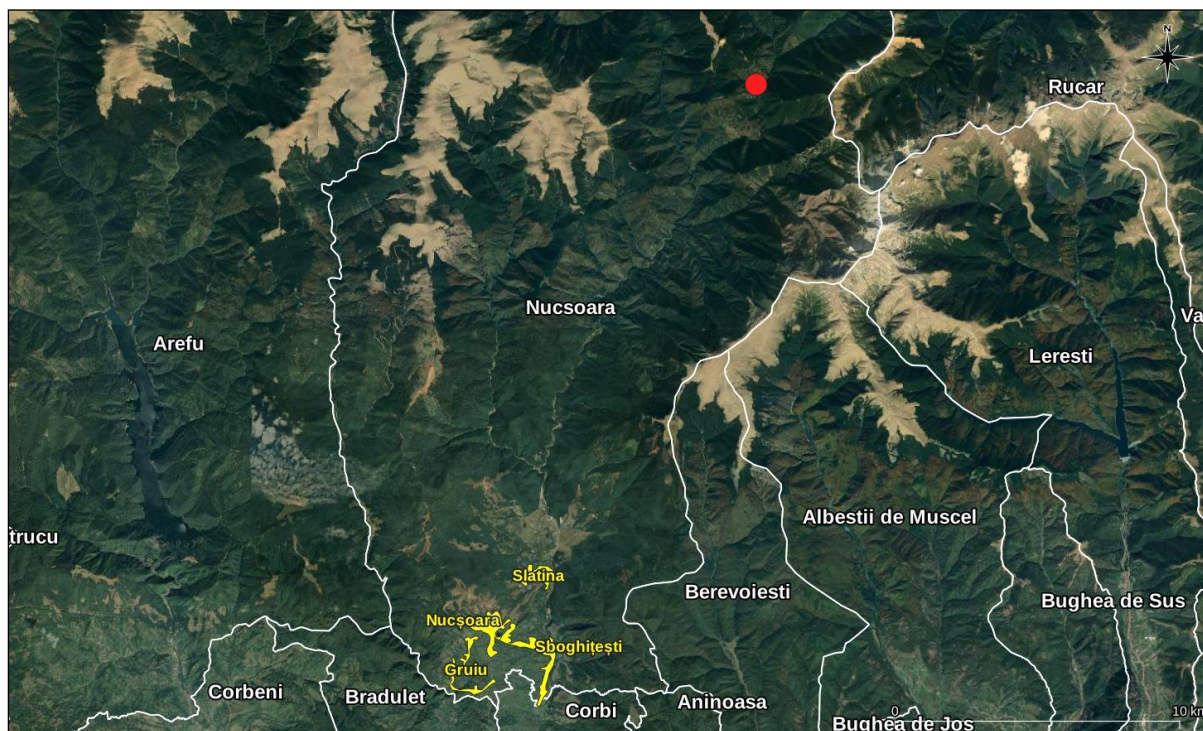 N
Rucar
Nucsoara
Va
Arefu
Leresti
Albestii de Muscel
țrucu
Slatina
Berevoiesti
Bughea de Sus
Nucșoara
Sboghițești
Gruiu
Corbeni
Bradulet
Corbi
Aninoasa
Bughea de Jos
0
10 km